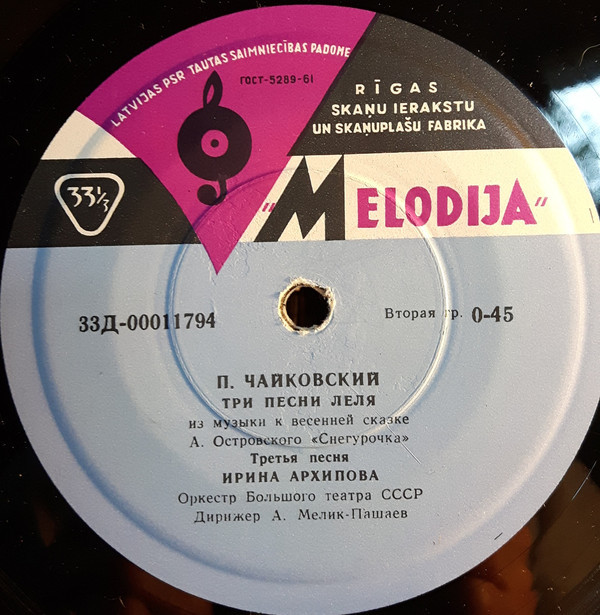 LATVIJAS PSR TAUTAS SAIMNIECĪBAS PADOME
ГОСТ-5289-61
RĪGAS
SKAŅU IERAKSTU
UN SKAŅUPLAŠU FABRIKA
33⅓
"MELODIJA"
33Д-00011794
Вторая гр. 0-45
П. ЧАЙКОВСКИЙ
ТРИ ПЕСНИ ЛЕЛЯ
из музыки к весенней сказке
А. Островского «Снегурочка»
Третья песня
ИРИНА АРХИПОВА
Оркестр Большого театра СССР
Дирижер А. Мелик-Пашаев